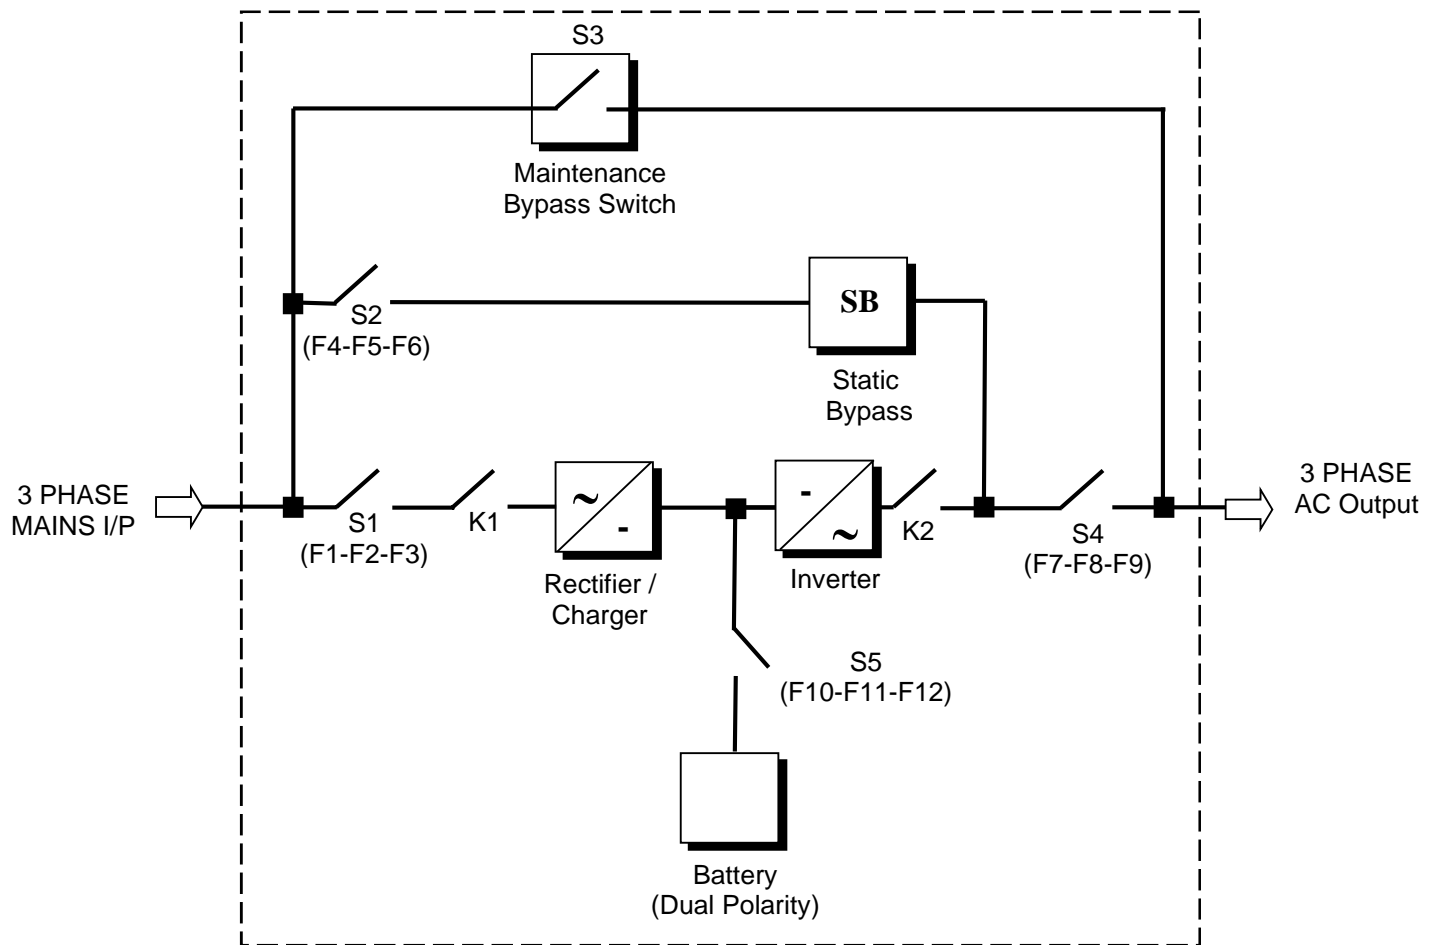 S3
Maintenance
Bypass Switch
S2
(F4-F5-F6)
SB
Static
Bypass
3 PHASE
MAINS I/P
S1
(F1-F2-F3)
K1
~
-
Rectifier /
Charger
-
~
Inverter
K2
S4
(F7-F8-F9)
3 PHASE
AC Output
S5
(F10-F11-F12)
Battery
(Dual Polarity)